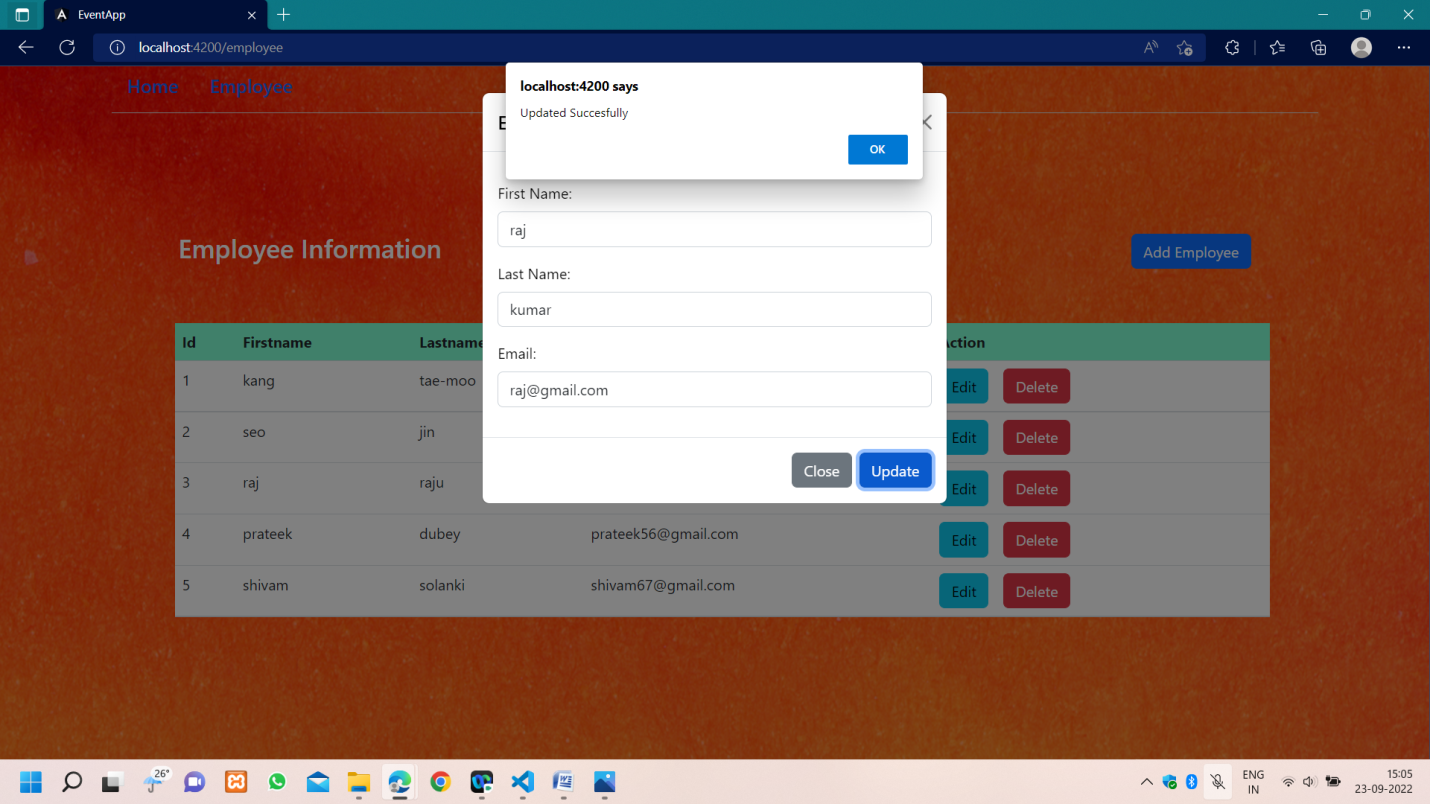 EventApp
localhost:4200/employee
Home Employee
localhost:4200 says
Updated Succesfully
OK
First Name:
raj
Last Name:
kumar
Email:
raj@gmail.com
Close Update
Employee Information
Add Employee
Id Firstname Lastname
1 kang tae-moo Edit Delete
2 seo jin Edit Delete
3 raj raju Edit Delete
4 prateek dubey prateek56@gmail.com Edit Delete
5 shivam solanki shivam67@gmail.com Edit Delete
26°
ENG
IN
15:05
23-09-2022